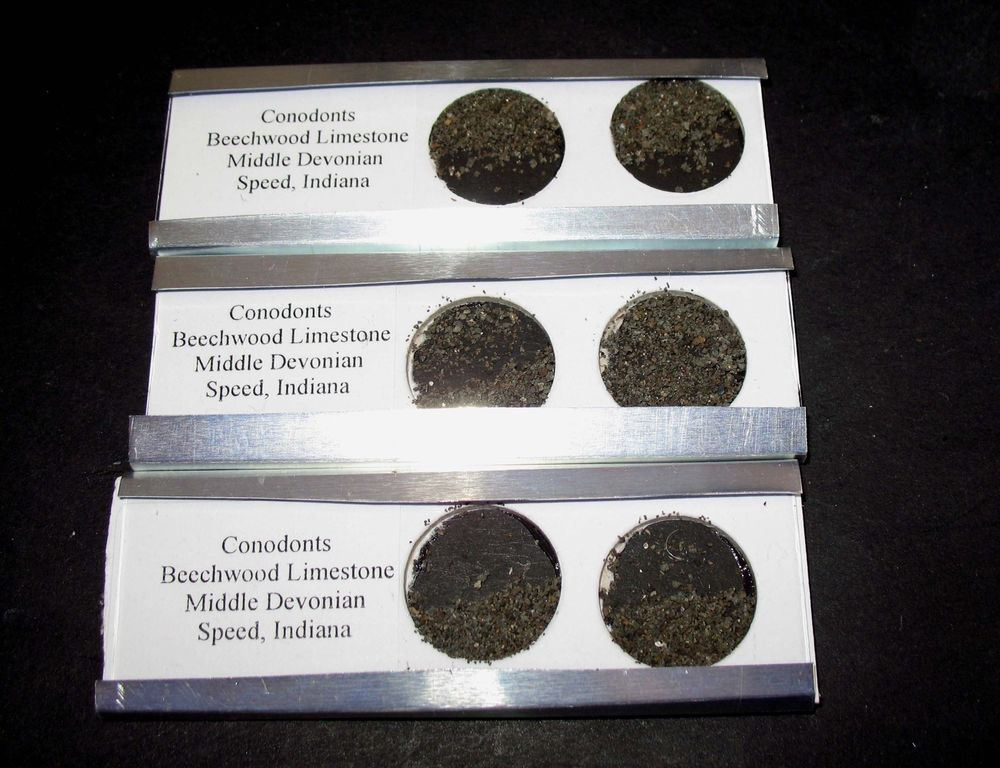 Conodonts
Beechwood Limestone
Middle Devonian
Speed, Indiana
Conodonts
Beechwood Limestone
Middle Devonian
Speed, Indiana
Conodonts
Beechwood Limestone
Middle Devonian
Speed, Indiana